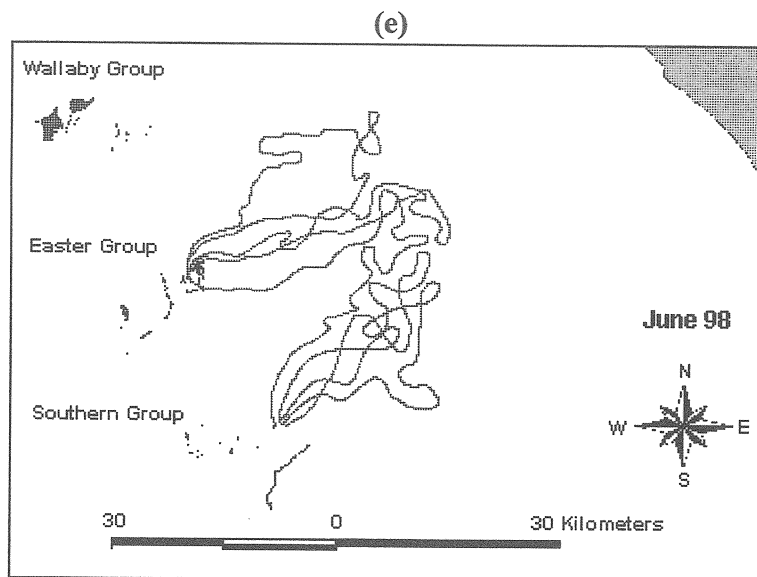 (e)
Wallaby Group
Easter Group
June 98
N
Southern Group
W E
S
30 0 30 Kilometers